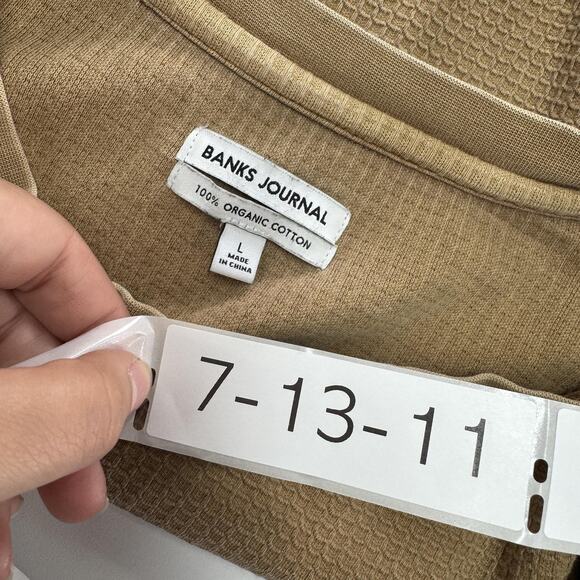 BANKS JOURNAL
100% ORGANIC COTTON
L
MADE
IN CHINA
7-13-11